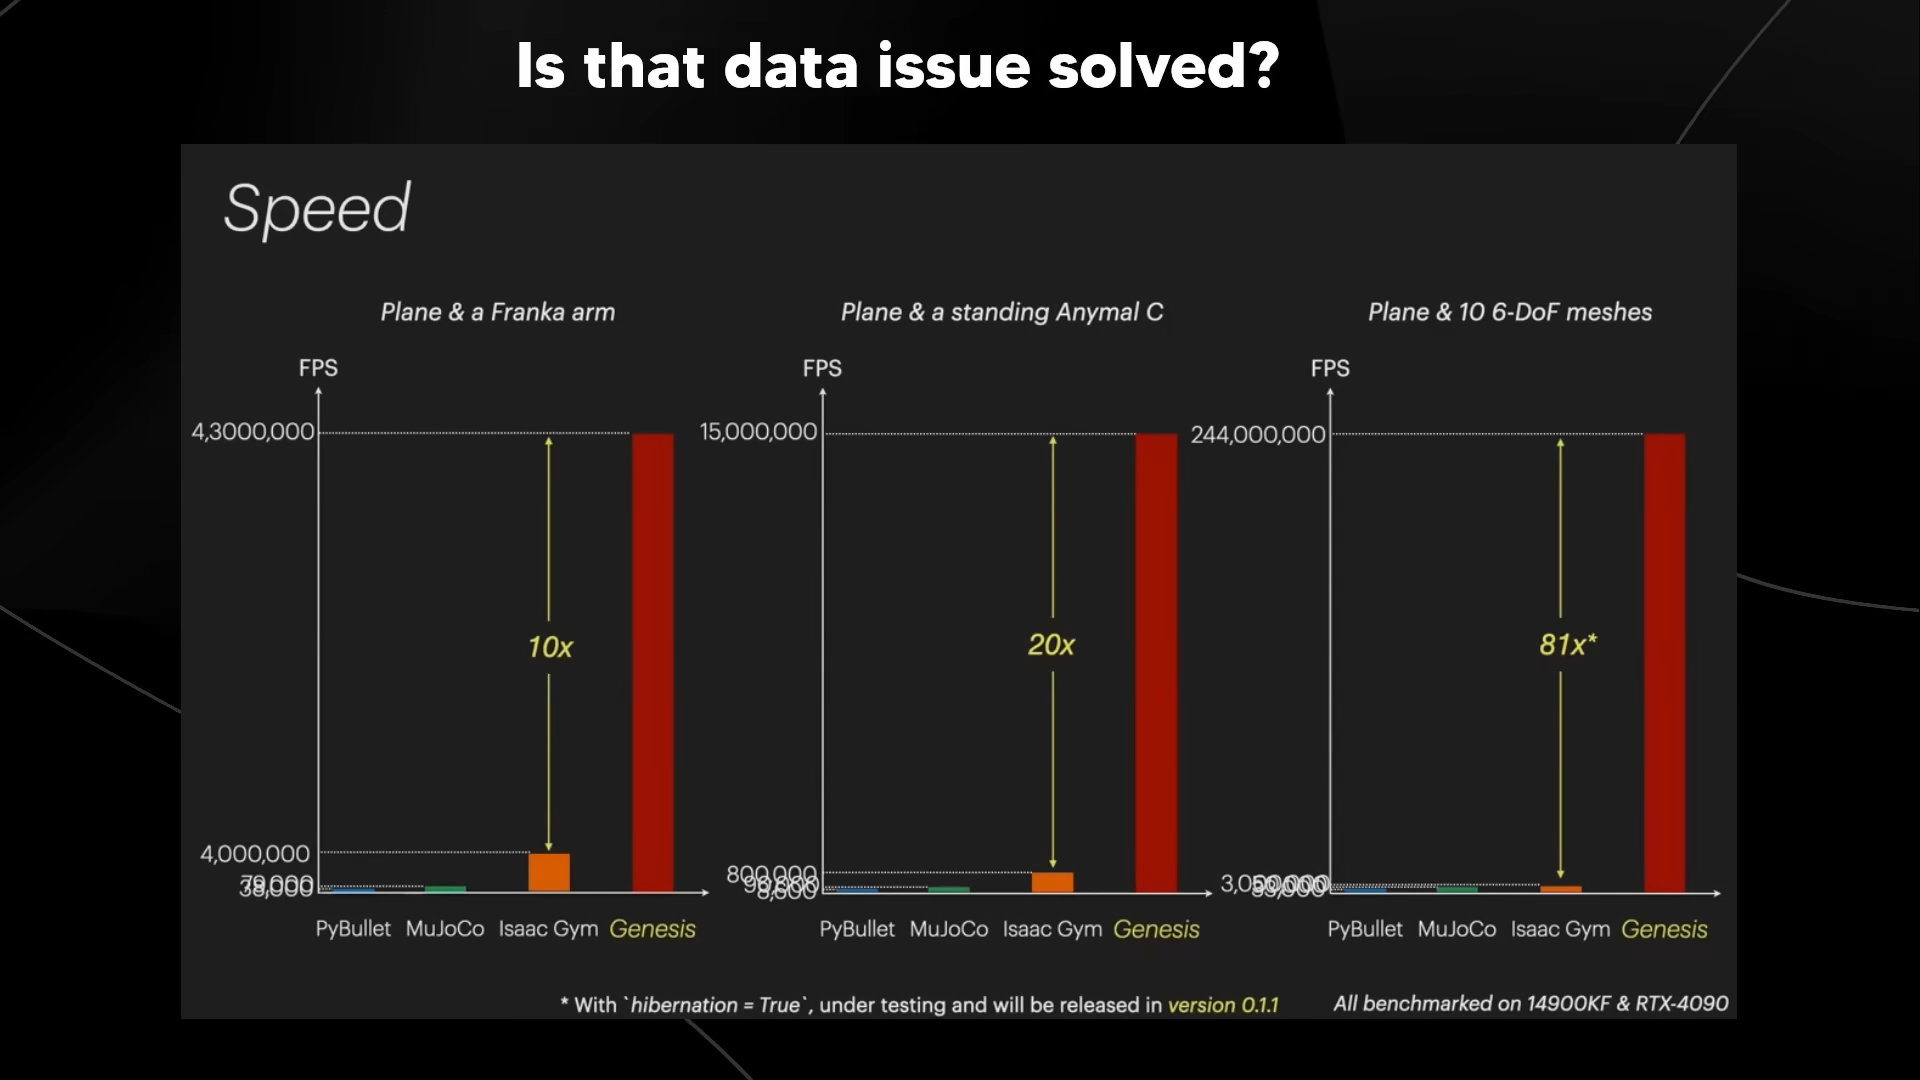 Is that data issue solved?
Speed
Plane & a Franka arm
FPS
4,3000,000
10x
4,000,000
38,000
PyBullet MuJoCo Isaac Gym Genesis
Plane & a standing Anymal C
FPS
15,000,000
20x
800,000
PyBullet MuJoCo Isaac Gym Genesis
Plane & 10 6-DoF meshes
FPS
244,000,000
81x*
PyBullet MuJoCo Isaac Gym Genesis
* With `hibernation = True`, under testing and will be released in version 0.1.1
All benchmarked on 14900KF & RTX-4090